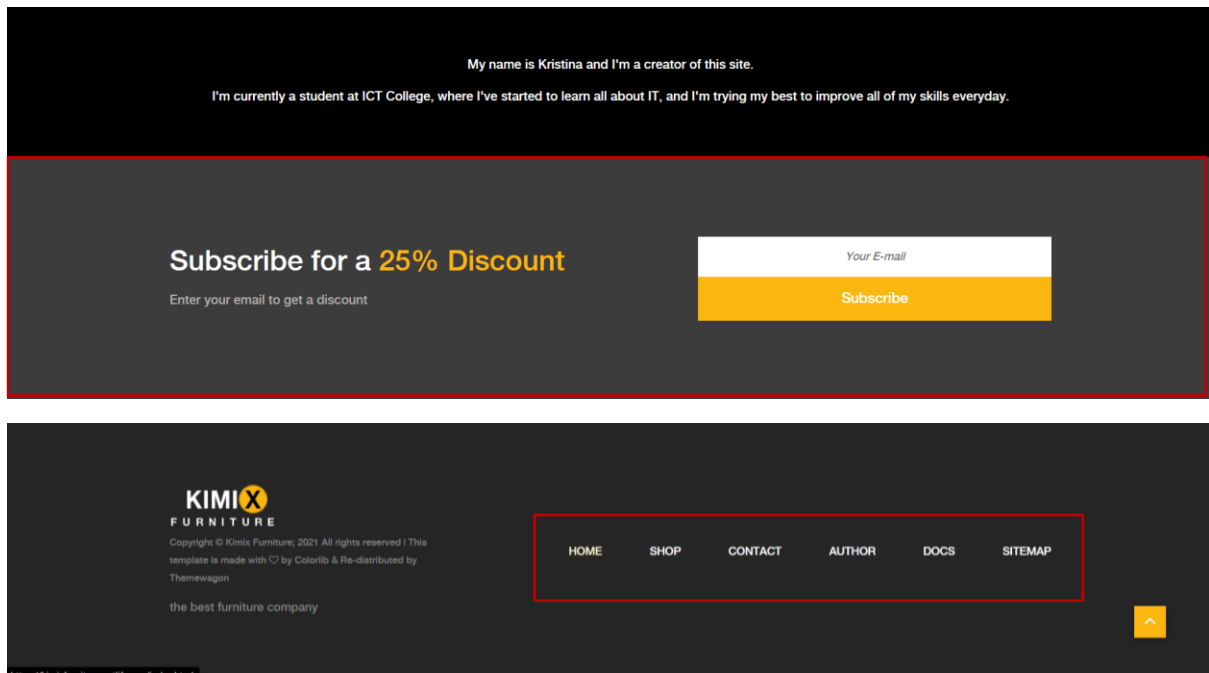 My name is Kristina and I'm a creator of this site.
I'm currently a student at ICT College, where I've started to learn all about IT, and I'm trying my best to improve all of my skills everyday.
Subscribe for a 25% Discount
Enter your email to get a discount
Your E-mail
Subscribe
KIMIX
FURNITURE
Copyright © Kimix Furniture; 2021 All rights reserved | This
template is made with ♡ by Colorlib & Re-distributed by
Themewagon
the best furniture company
HOME SHOP CONTACT AUTHOR DOCS SITEMAP